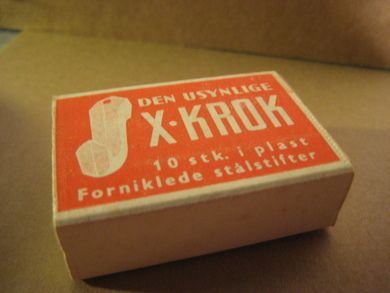 DEN USYNLIGE
X·KROK
10 stk. i plast
Forniklede stålstifter